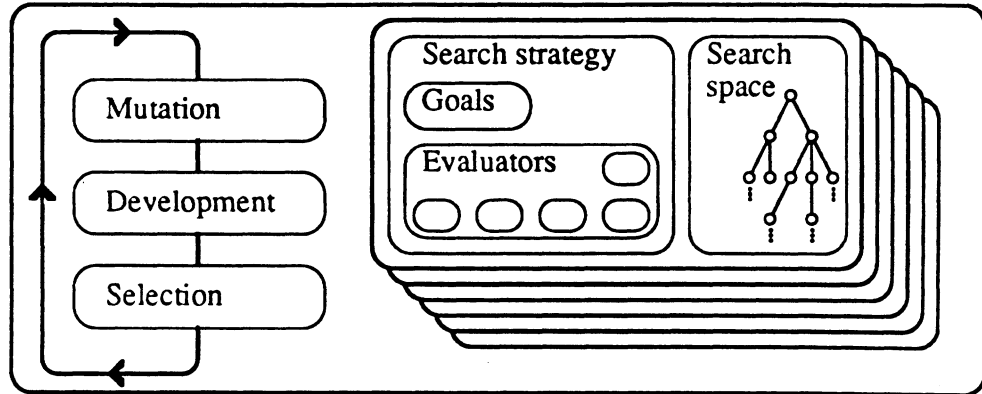 Mutation
Development
Selection
Search strategy
Goals
Evaluators
Search
space